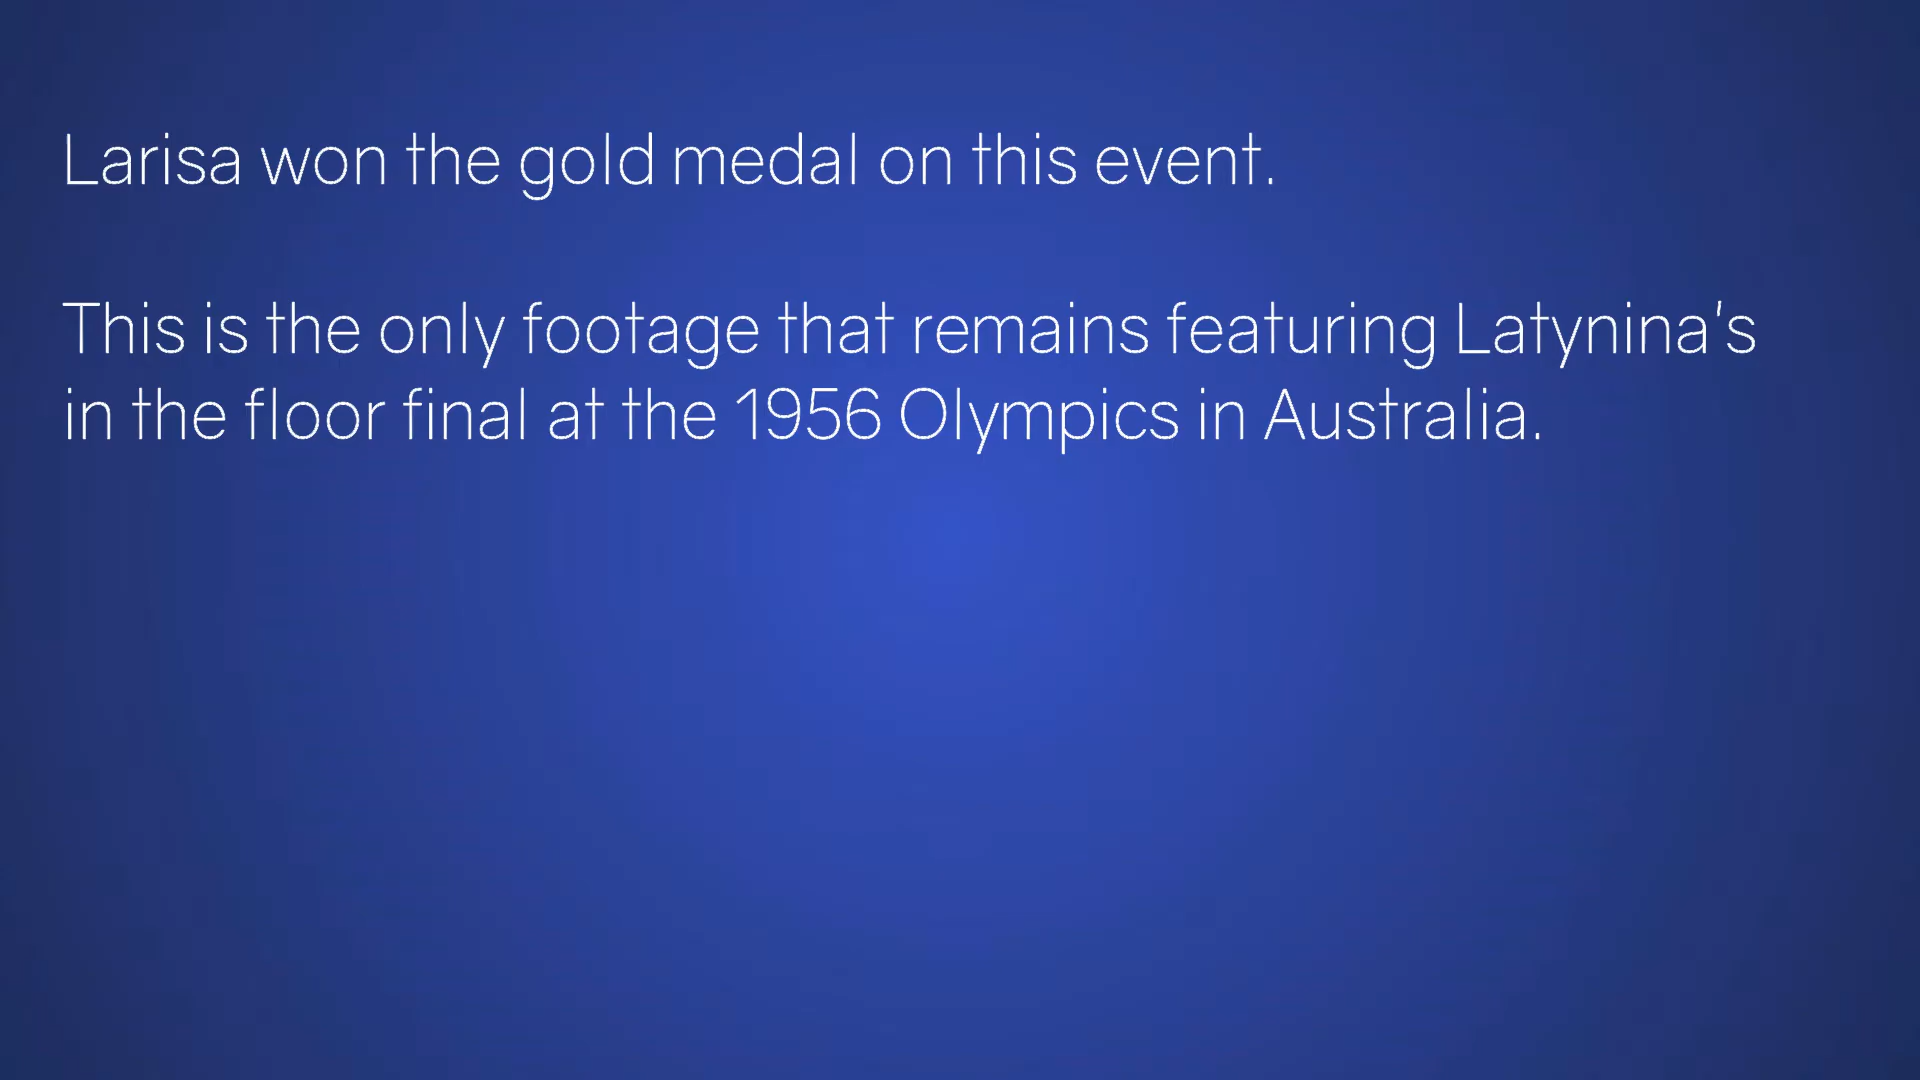 Larisa won the gold medal on this event.
This is the only footage that remains featuring Latynina's
in the floor final at the 1956 Olympics in Australia.